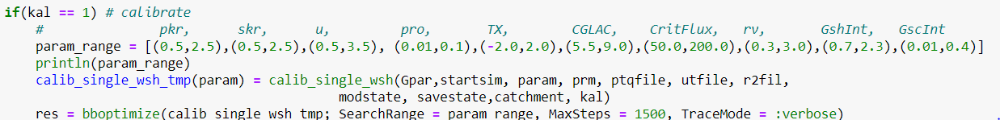 if(kal == 1) # calibrate
# pkr, skr, u, pro, TX, CGLAC, CritFlux, rv, GshInt, GscInt
param_range = [(0.5,2.5),(0.5,2.5),(0.5,3.5), (0.01,0.1),(-2.0,2.0),(5.5,9.0),(50.0,200.0),(0.3,3.0),(0.7,2.3),(0.01,0.4)]
println(param_range)
calib_single_wsh_tmp(param) = calib_single_wsh(Gpar,startsim, param, prm, ptqfile, utfile, r2fil,
modstate, savestate,catchment, kal)
res = bboptimize(calib_single_wsh_tmp; SearchRange = param_range, MaxSteps = 1500, TraceMode = :verbose)